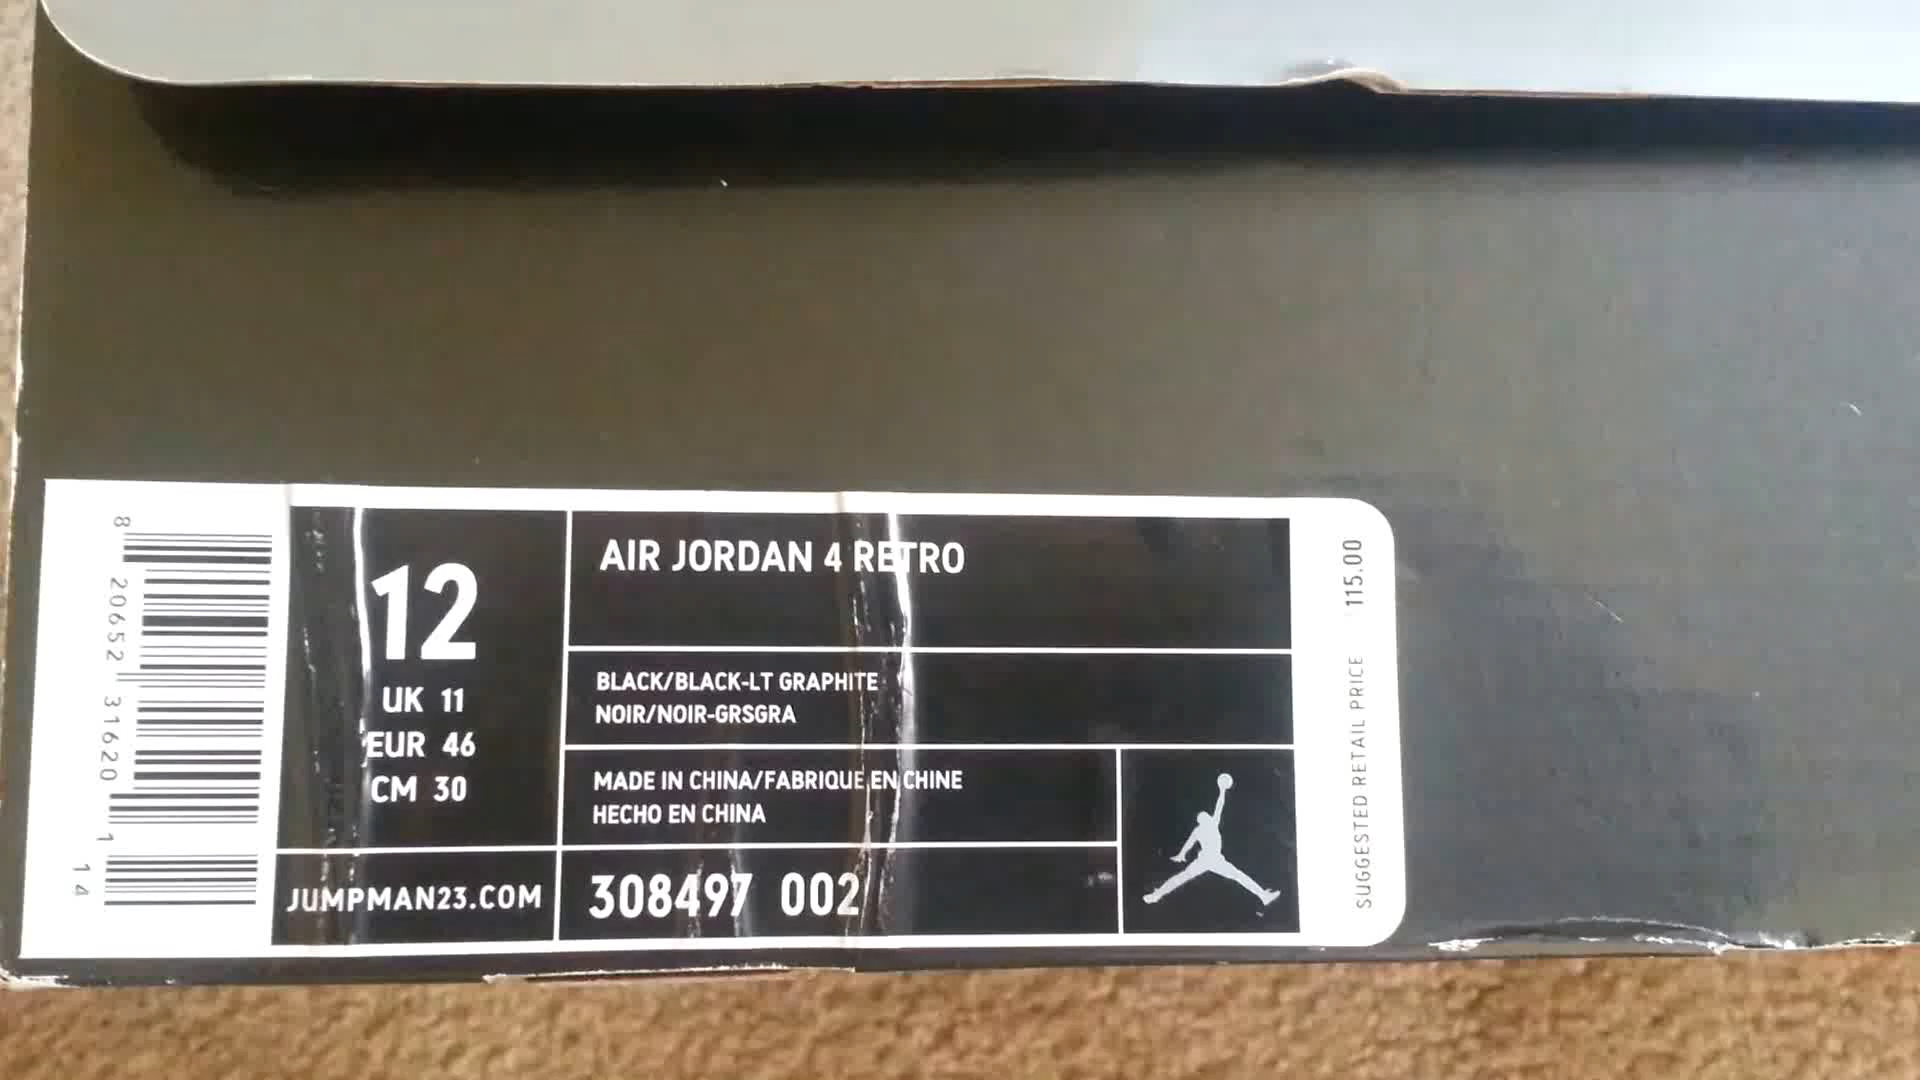 8 20652 31620 1 14
12
UK 11
EUR 46
CM 30
JUMPMAN23.COM
AIR JORDAN 4 RETRO
BLACK/BLACK-LT GRAPHITE
NOIR/NOIR-GRSGRA
MADE IN CHINA/FABRIQUE EN CHINE
HECHO EN CHINA
308497 002
SUGGESTED RETAIL PRICE 115.00